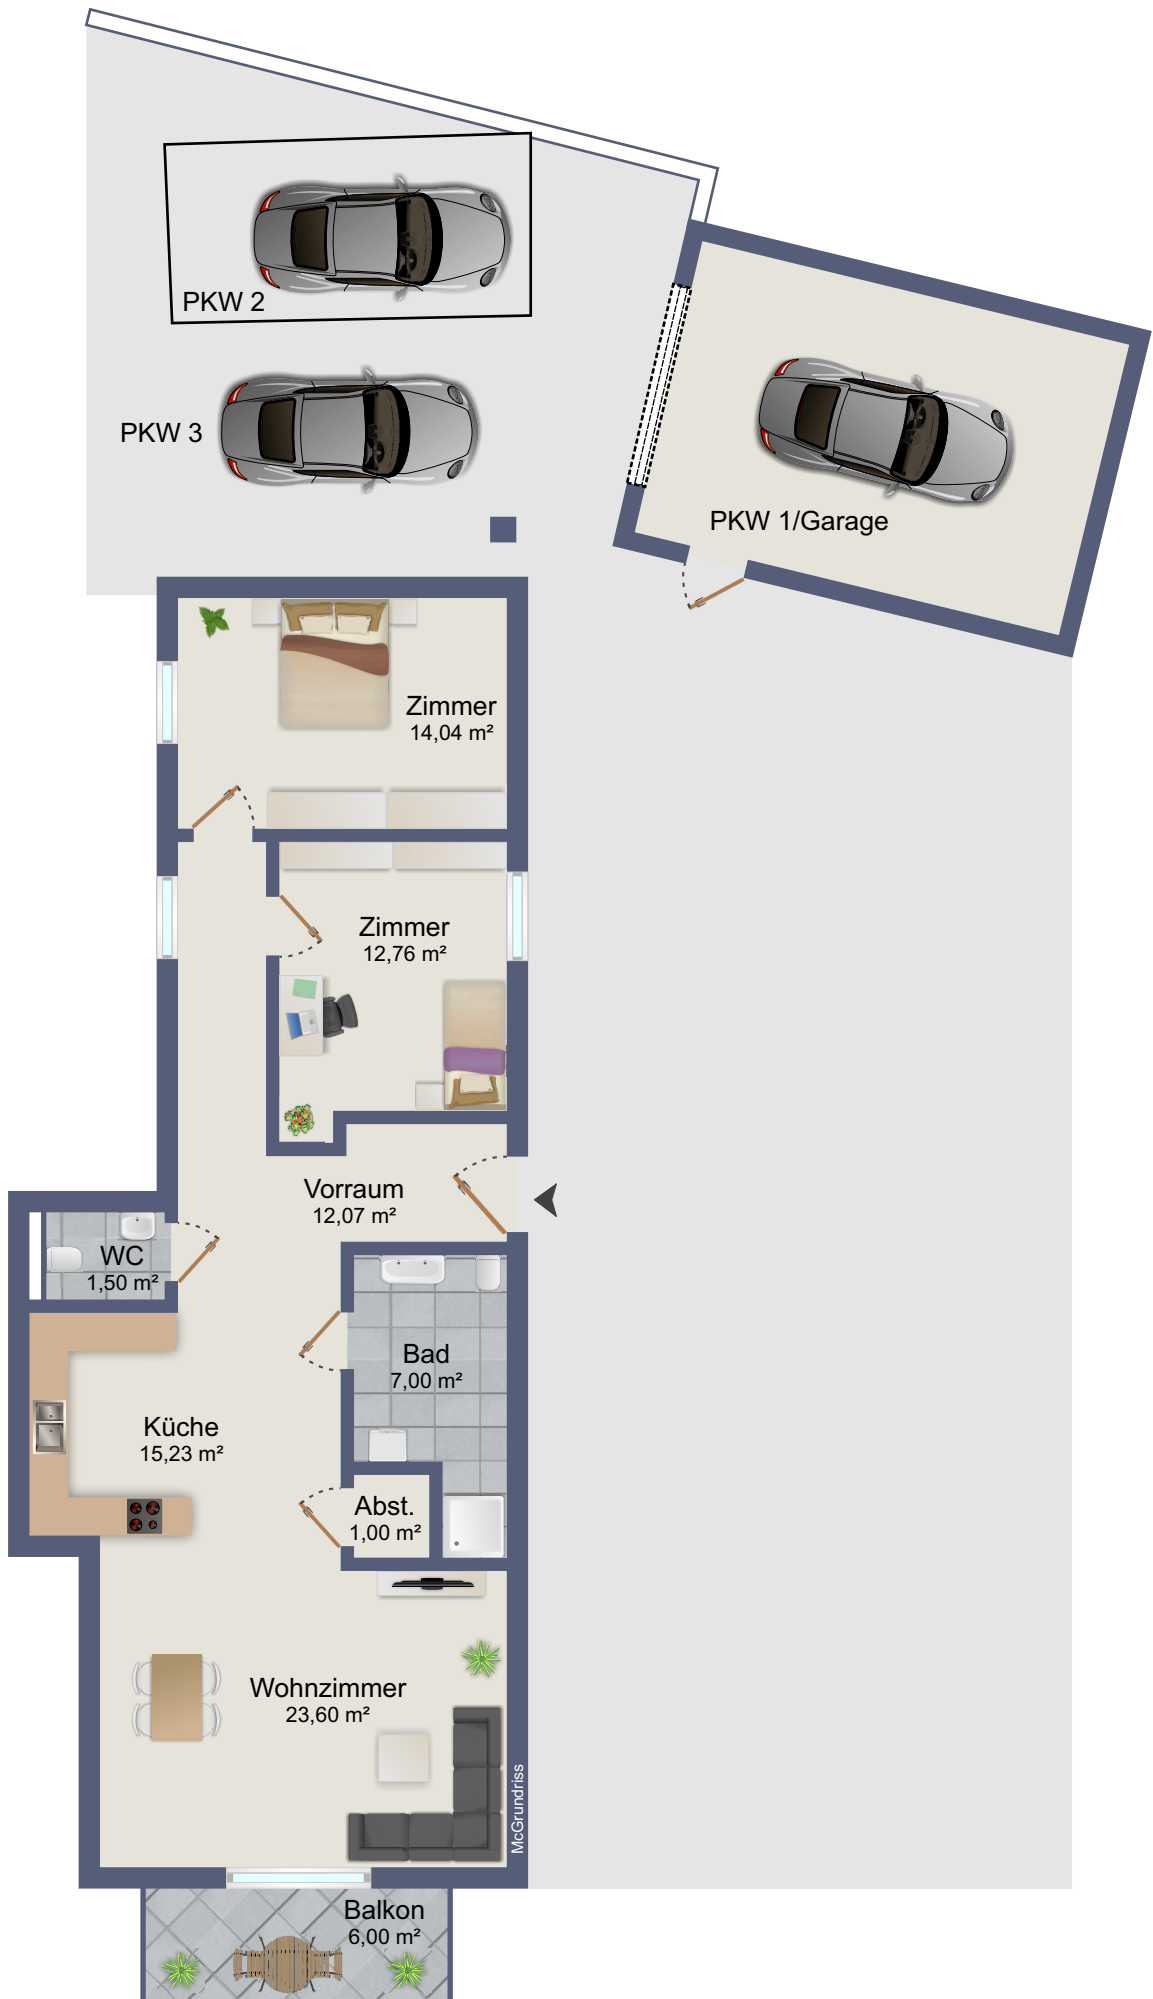 PKW 2
PKW 3
PKW 1/Garage
Zimmer
14,04 m²
Zimmer
12,76 m²
Vorraum
12,07 m²
WC
1,50 m²
Bad
7,00 m²
Küche
15,23 m²
Abst.
1,00 m²
Wohnzimmer
23,60 m²
McGrundriss
Balkon
6,00 m²